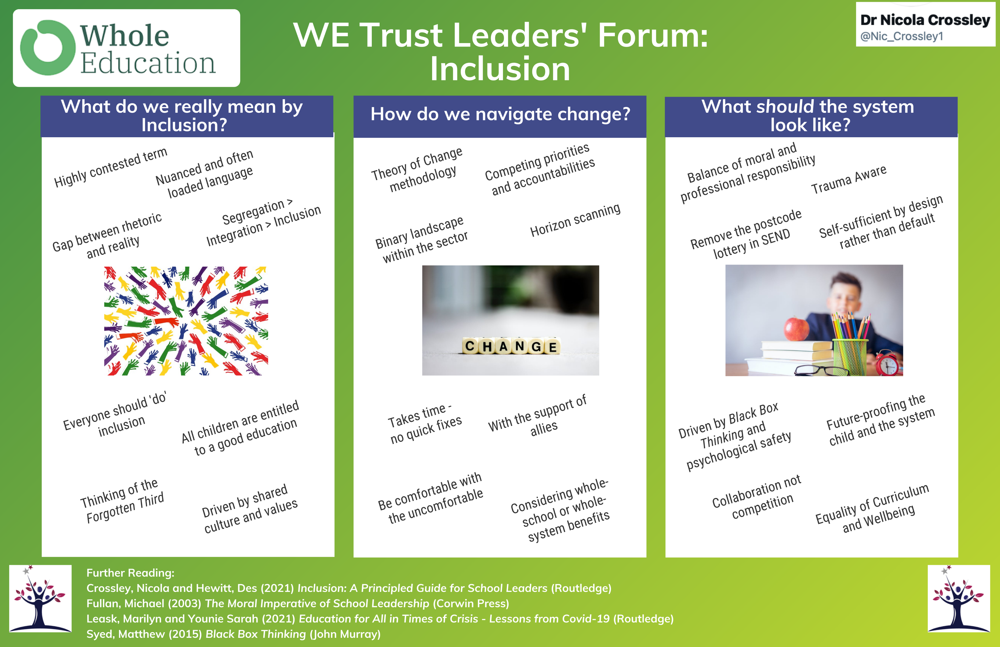 Whole
Education
WE Trust Leaders' Forum:
Inclusion
Dr Nicola Crossley
@Nic_Crossley1
What do we really mean by
Inclusion?
Highly contested term
Nuanced and often
loaded language
Gap between rhetoric
and reality
Segregation >
Integration > Inclusion
Everyone should 'do'
inclusion
All children are entitled
to a good education
Thinking of the
Forgotten Third
Driven by shared
culture and values
How do we navigate change?
Theory of Change
methodology
Competing priorities
and accountabilities
Binary landscape
within the sector
Horizon scanning
CHANGE
Takes time -
no quick fixes
With the support of
allies
Be comfortable with
the uncomfortable
Considering whole-
school or whole-
system benefits
What should the system
look like?
Balance of moral and
professional responsibility
Trauma Aware
Remove the postcode
lottery in SEND
Self-sufficient by design
rather than default
Driven by Black Box
Thinking and
psychological safety
Future-proofing the
child and the system
Collaboration not
competition
Equality of Curriculum
and Wellbeing
Further Reading:
Crossley, Nicola and Hewitt, Des (2021) Inclusion: A Principled Guide for School Leaders (Routledge)
Fullan, Michael (2003) The Moral Imperative of School Leadership (Corwin Press)
Leask, Marilyn and Younie Sarah (2021) Education for All in Times of Crisis - Lessons from Covid-19 (Routledge)
Syed, Matthew (2015) Black Box Thinking (John Murray)